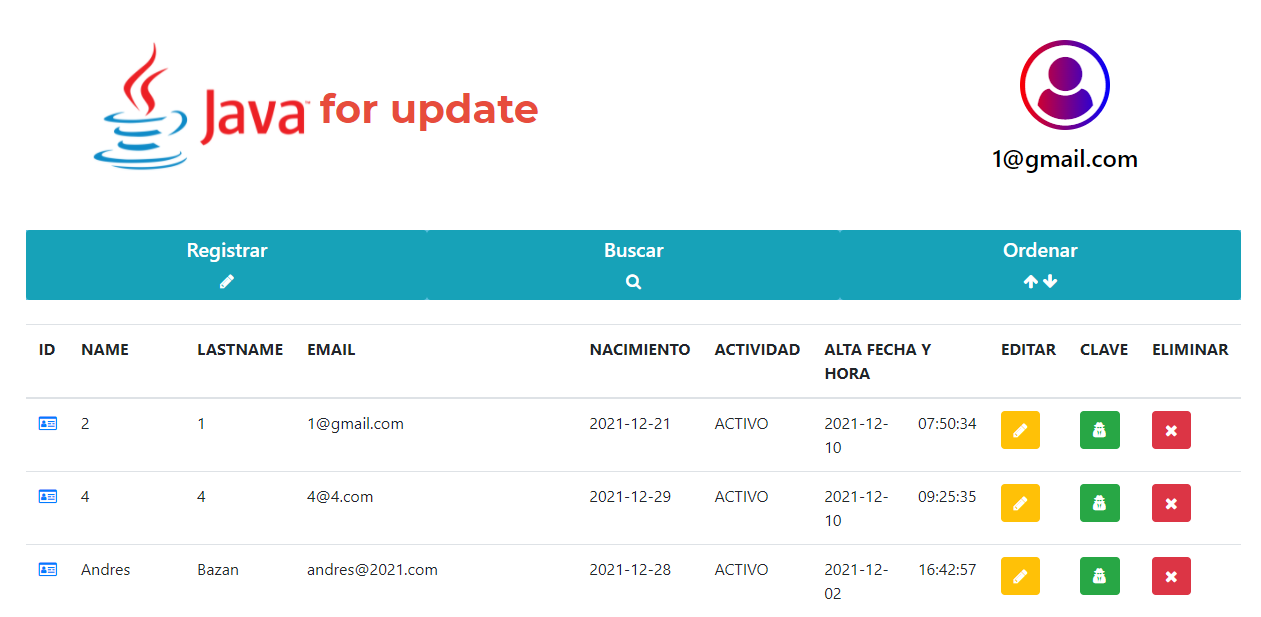 Java™ for update
1@gmail.com
Registrar Buscar Ordenar
ID NAME LASTNAME EMAIL NACIMIENTO ACTIVIDAD ALTA FECHA Y EDITAR CLAVE ELIMINAR
HORA
2 1 1@gmail.com 2021-12-21 ACTIVO 2021-12- 07:50:34
10
4 4 4@4.com 2021-12-29 ACTIVO 2021-12- 09:25:35
10
Andres Bazan andres@2021.com 2021-12-28 ACTIVO 2021-12- 16:42:57
02